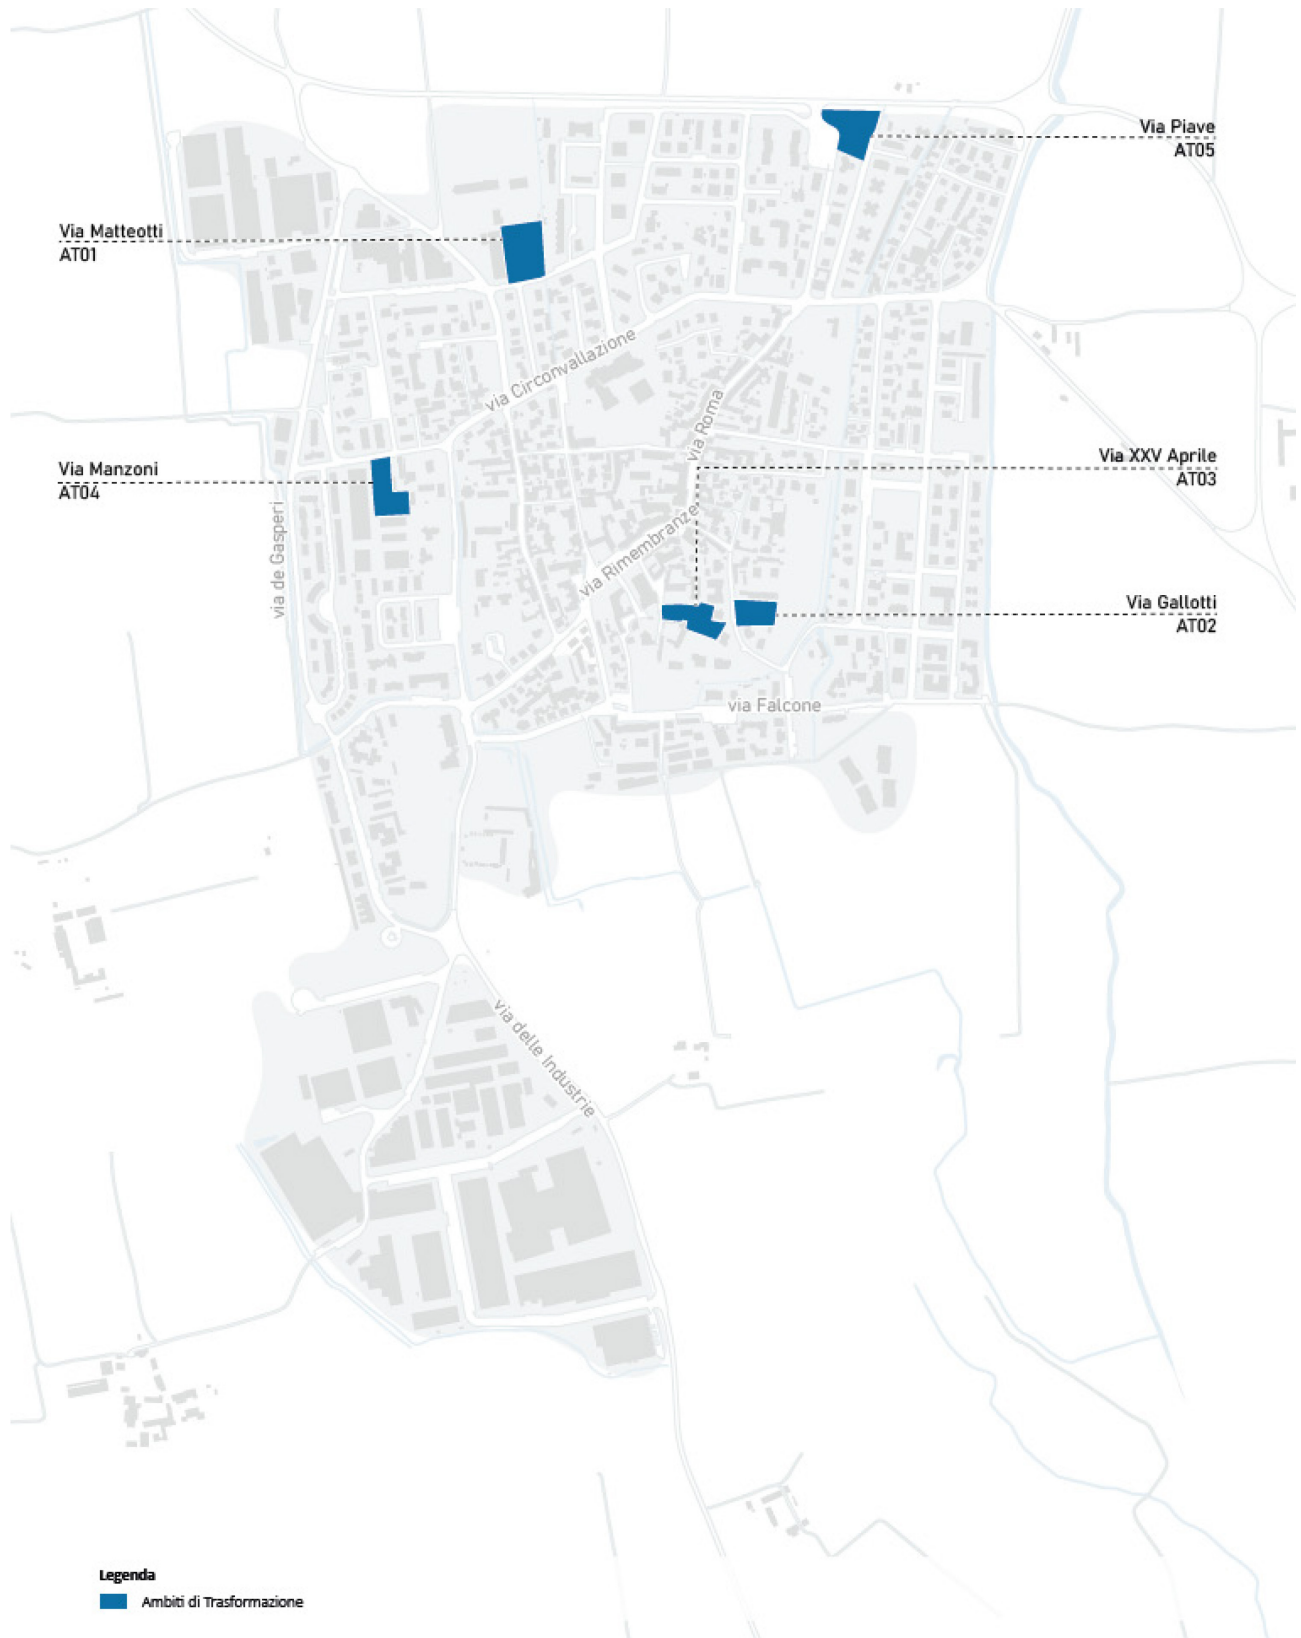 Via Piave
AT05
Via Matteotti
AT01
via Circonvallazione
via Roma
Via XXV Aprile
AT03
Via Manzoni
AT04
via de Gasperi
via Rimembranze
Via Gallotti
AT02
via Falcone
via delle Industrie
Legenda
Ambiti di Trasformazione